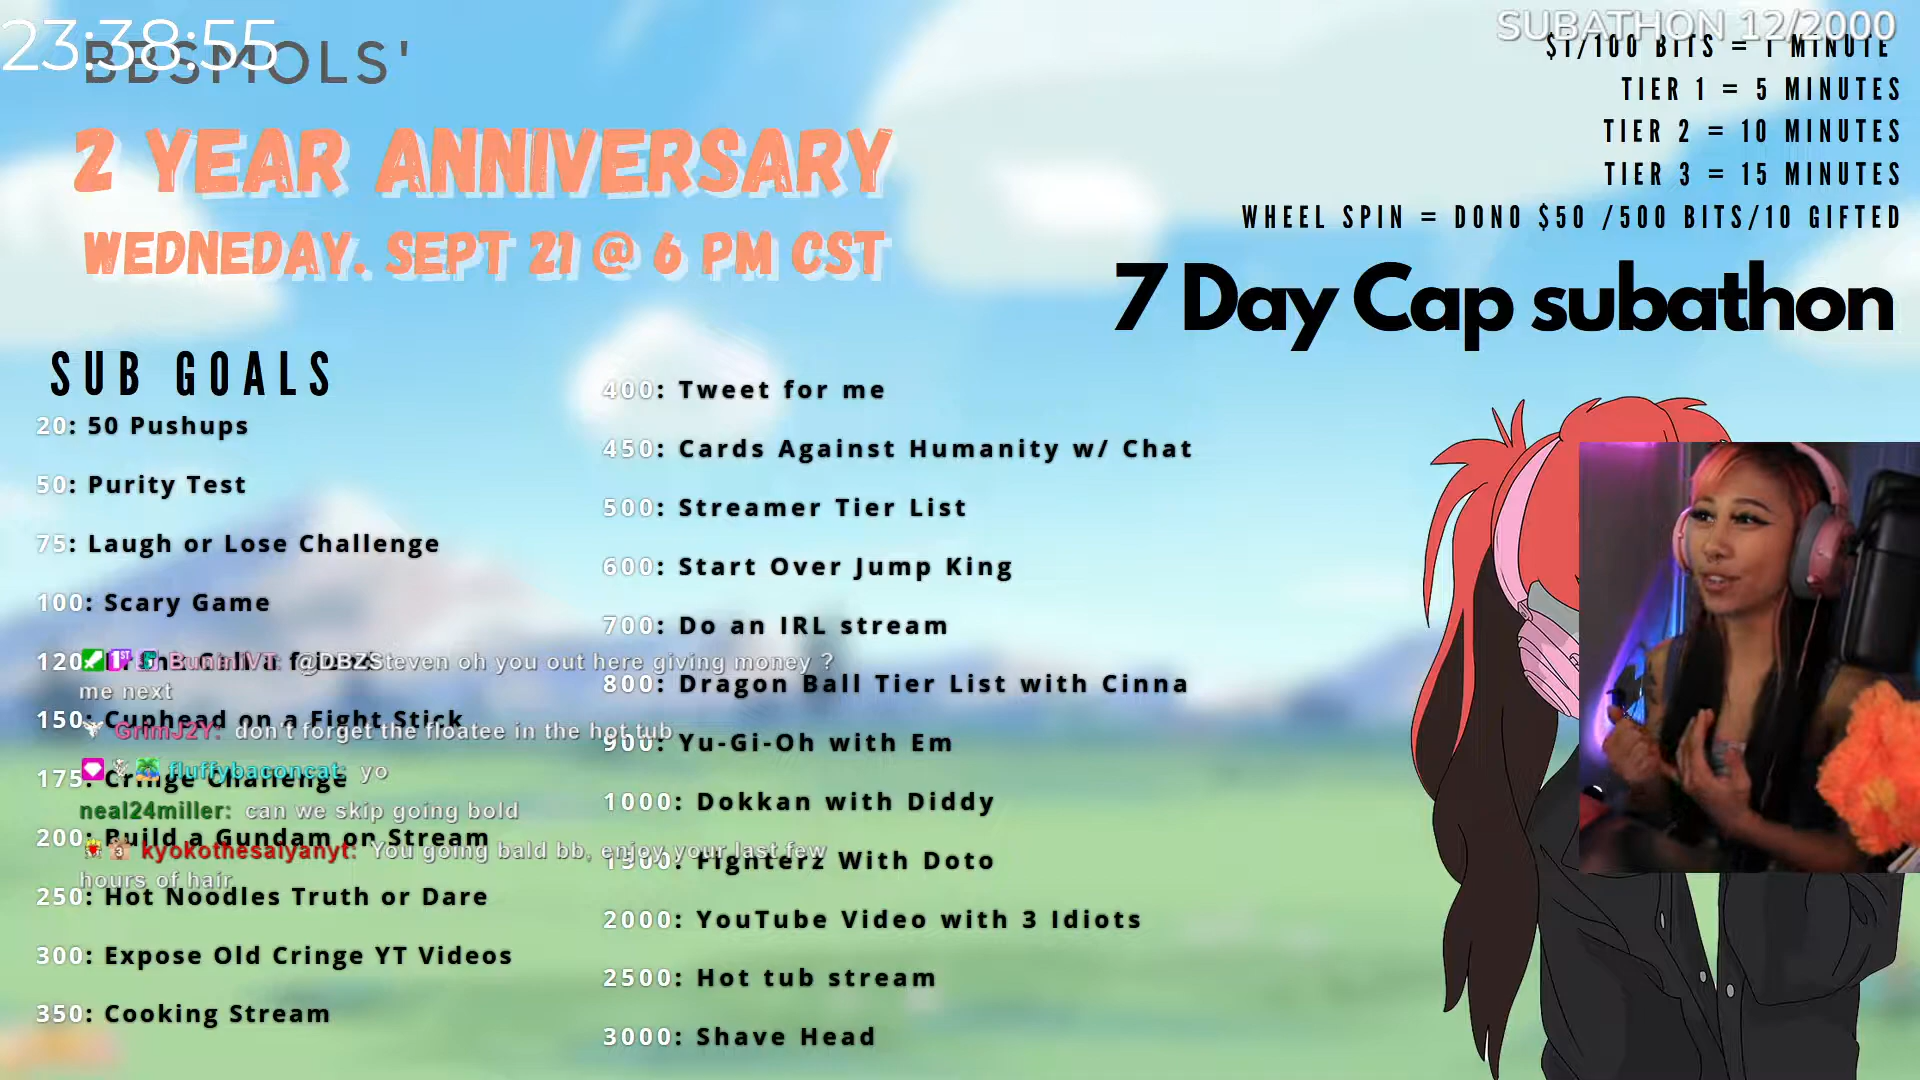 23:38:55
BBSMOLS'
2 YEAR ANNIVERSARY
WEDNEDAY. SEPT 21 @ 6 PM CST
SUBATHON 12/2000
$1/100 BITS = 1 MINUTE
TIER 1 = 5 MINUTES
TIER 2 = 10 MINUTES
TIER 3 = 15 MINUTES
WHEEL SPIN = DONO $50 /500 BITS/10 GIFTED
7 Day Cap subathon
SUB GOALS
20: 50 Pushups
50: Purity Test
75: Laugh or Lose Challenge
100: Scary Game
120: Call a friend
150: Cuphead on a Fight Stick
175: Cringe Challenge
200: Build a Gundam on Stream
250: Hot Noodles Truth or Dare
300: Expose Old Cringe YT Videos
350: Cooking Stream
400: Tweet for me
450: Cards Against Humanity w/ Chat
500: Streamer Tier List
600: Start Over Jump King
700: Do an IRL stream
800: Dragon Ball Tier List with Cinna
900: Yu-Gi-Oh with Em
1000: Dokkan with Diddy
1500: Fighterz With Doto
2000: YouTube Video with 3 Idiots
2500: Hot tub stream
3000: Shave Head
BuniniVT: @DBZSteven oh you out here giving money ?
me next
GrimJ2Y: don't forget the floatee in the hot tub
fluffybaconcat: yo
neal24miller: can we skip going bold
kyokothesaiyanyt: You going bald bb, enjoy your last few
hours of hair